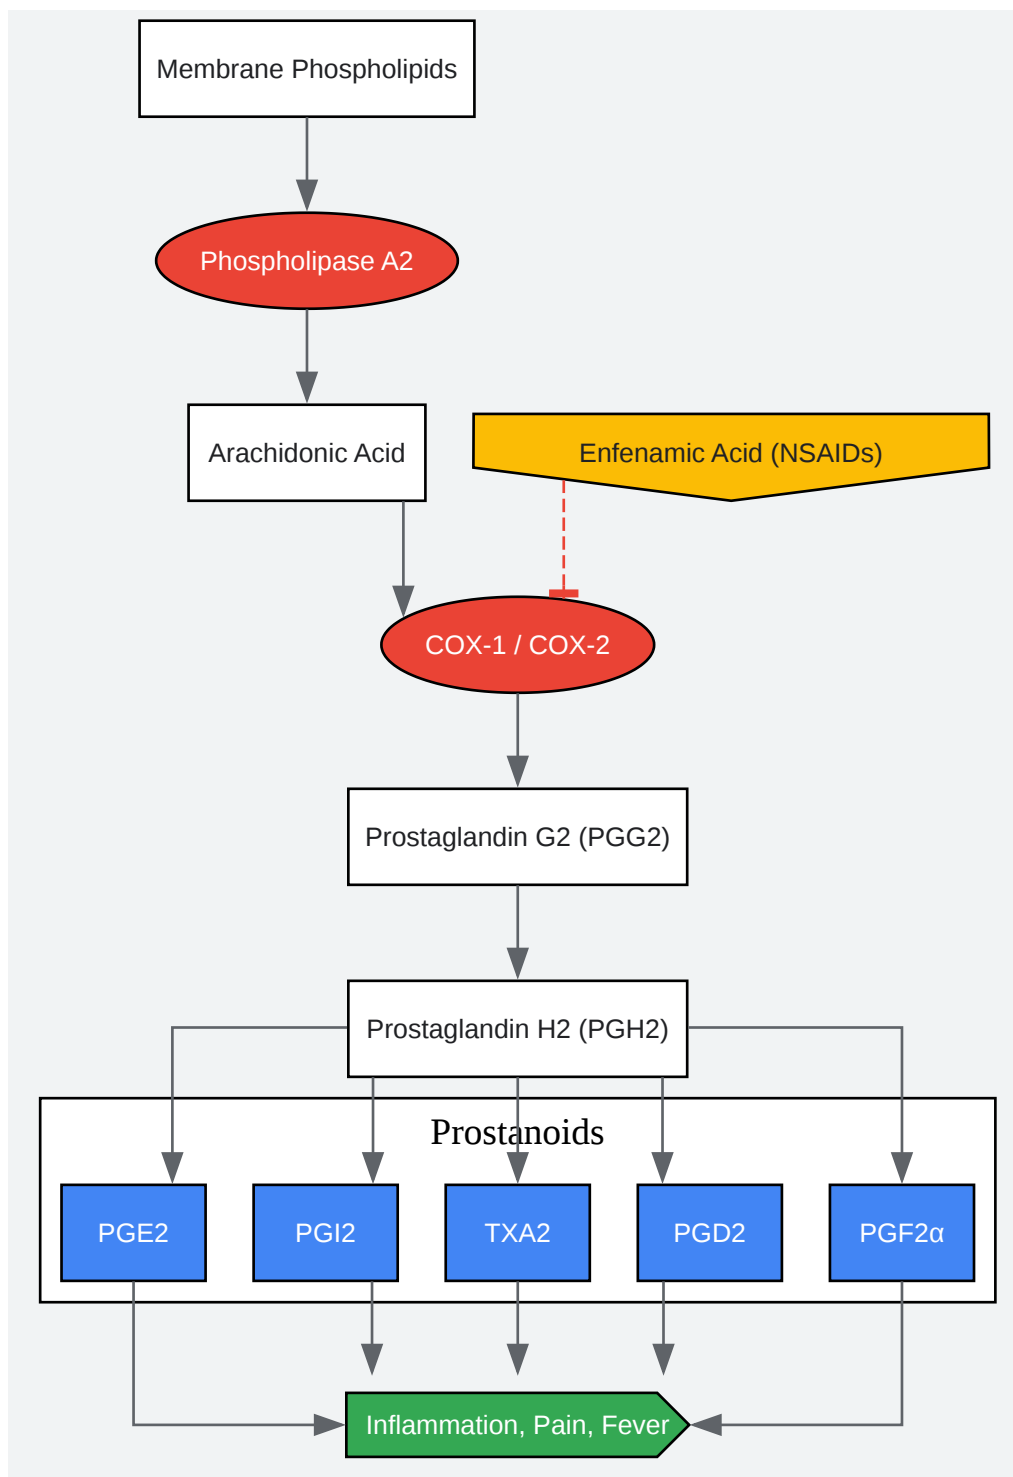 Membrane Phospholipids
Phospholipase A2
Arachidonic Acid
Enfenamic Acid (NSAIDs)
COX-1 / COX-2
Prostaglandin G2 (PGG2)
Prostaglandin H2 (PGH2)
Prostanoids
PGE2
PGI2
TXA2
PGD2
PGF2α
Inflammation, Pain, Fever